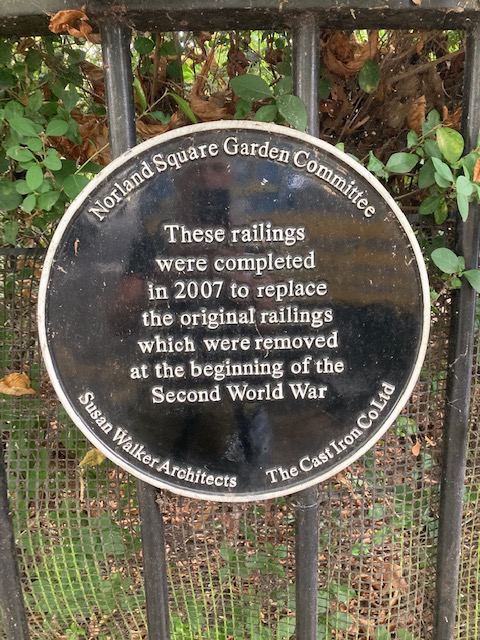 Norland Square Garden Committee
These railings
were completed
in 2007 to replace
the original railings
which were removed
at the beginning of the
Second World War
Susan Walker Architects
The Cast Iron Co Ltd